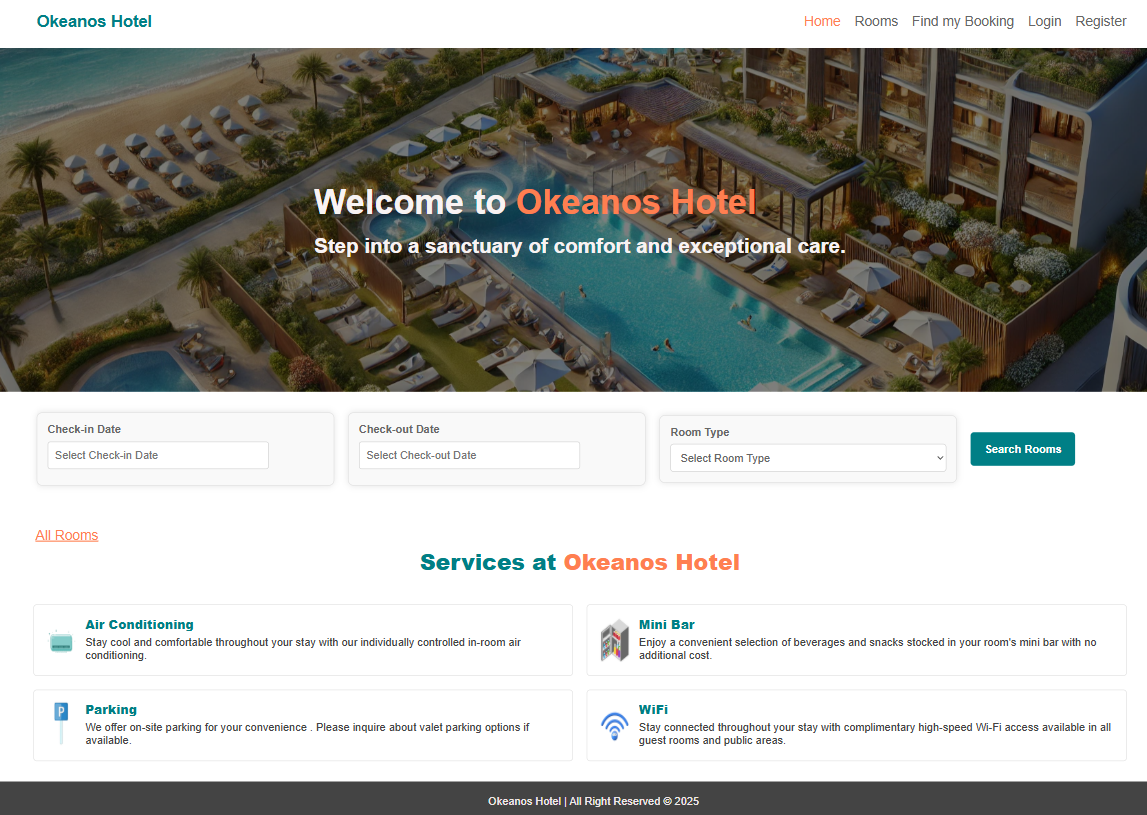 Okeanos Hotel
Home Rooms Find my Booking Login Register
Welcome to Okeanos Hotel
Step into a sanctuary of comfort and exceptional care.
Check-in Date
Select Check-in Date
Check-out Date
Select Check-out Date
Room Type
Select Room Type
Search Rooms
All Rooms
Services at Okeanos Hotel
Air Conditioning
Stay cool and comfortable throughout your stay with our individually controlled in-room air
conditioning.
Mini Bar
Enjoy a convenient selection of beverages and snacks stocked in your room's mini bar with no
additional cost.
P
Parking
We offer on-site parking for your convenience . Please inquire about valet parking options if
available.
WiFi
Stay connected throughout your stay with complimentary high-speed Wi-Fi access available in all
guest rooms and public areas.
Okeanos Hotel | All Right Reserved © 2025